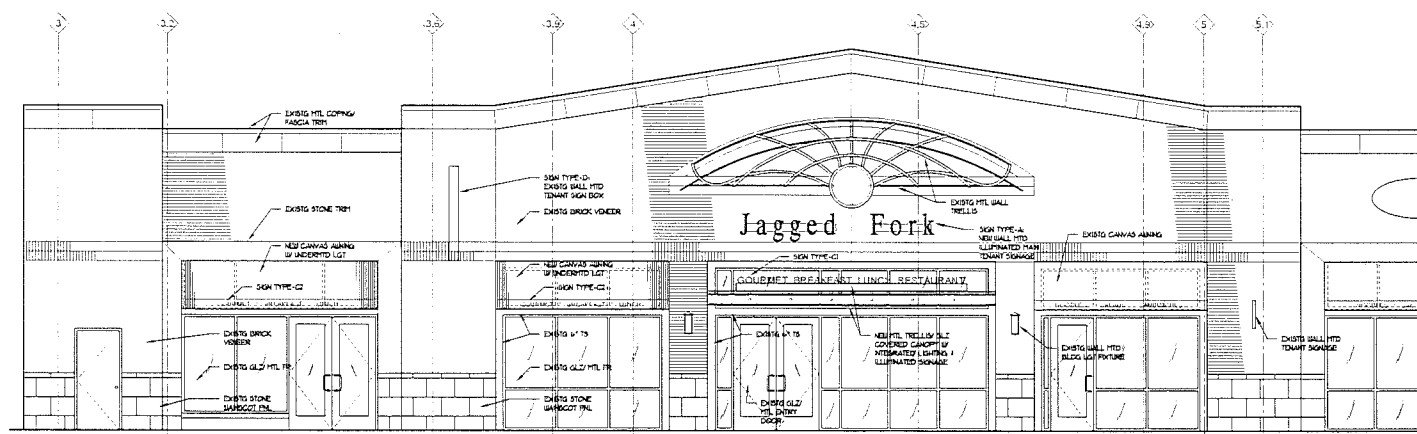 3
3.2
3.6
3.9
4
4.5
4.9
5
5.1
EXISTG MTL COPING/
FASCIA TRIM
SIGN TYPE-D:
EXISTG WALL MTD
TENANT SIGN BOX
EXISTG BRICK VENEER
EXISTG STONE TRIM
EXISTG MTL WALL
TRELLIS
Jagged Fork
SIGN TYPE-A:
NEW WALL MTD
ILLUMINATED MAIN
TENANT SIGNAGE
EXISTG CANVAS AWNING
NEW CANVAS AWNING
W/ UNDERMTD LGT
SIGN TYPE-C2
NEW CANVAS AWNING
W/ UNDERMTD LGT
SIGN TYPE-C2
SIGN TYPE-C1
GOURMET BREAKFAST LUNCH RESTAURANT
EXISTG BRICK
VENEER
EXISTG GLZ/ MTL FR
EXISTG STONE
WAINSCOT PNL
EXISTG 6" TS
EXISTG GLZ/ MTL FR
EXISTG STONE
WAINSCOT PNL
EXISTG 6" TS
EXISTG GLZ/
MTL ENTRY
DOOR
NEW MTL TRELLIS/ GLZ
COVERED CANOPY W/
INTEGRATED LIGHTING &
ILLUMINATED SIGNAGE
EXISTG WALL MTD
BLDG LGT FIXTURE
EXISTG WALL MTD
TENANT SIGNAGE